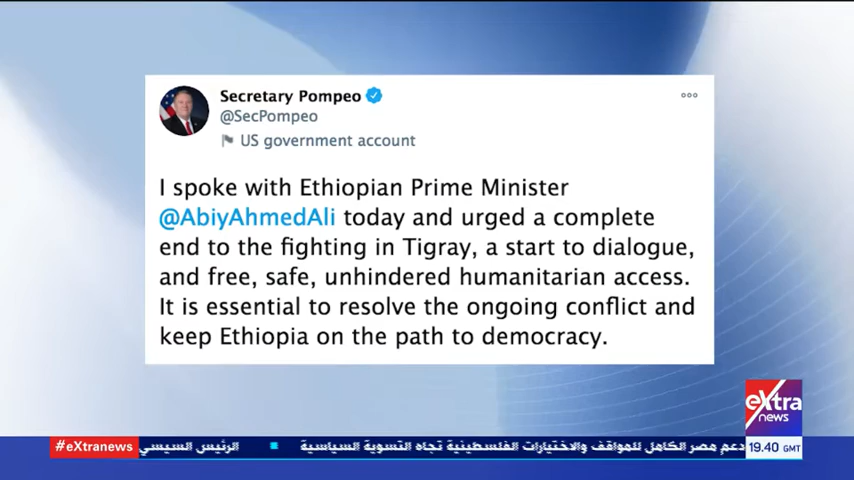 Secretary Pompeo
@SecPompeo
US government account
I spoke with Ethiopian Prime Minister
@AbiyAhmedAli today and urged a complete
end to the fighting in Tigray, a start to dialogue,
and free, safe, unhindered humanitarian access.
It is essential to resolve the ongoing conflict and
keep Ethiopia on the path to democracy.
eXtra
news
#eXtranews
دعم مصر الكامل للمواقف والاختيارات الفلسطينية تجاه التسوية السياسية ■ الرئيس السيسي
19.40 GMT